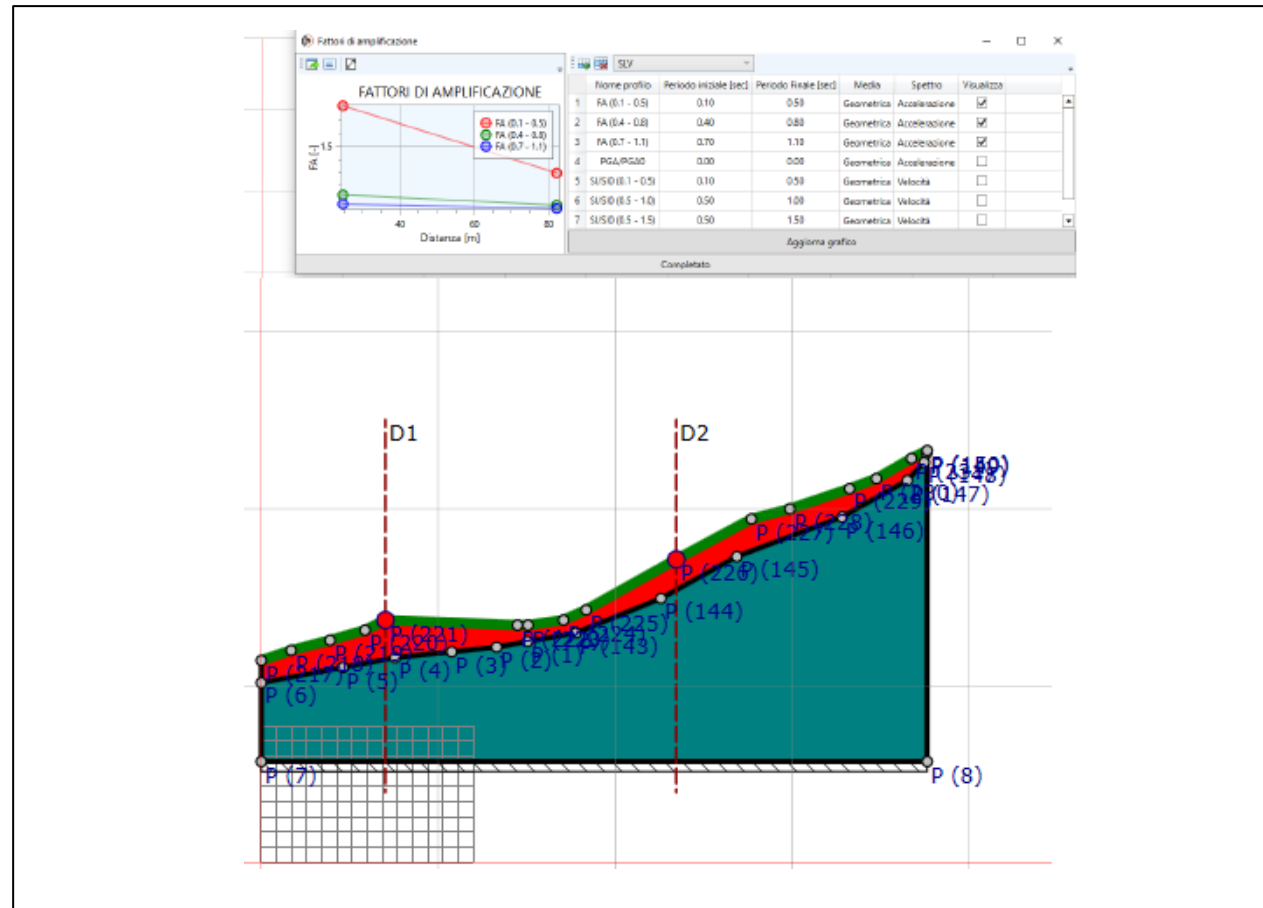 Fattori di amplificazione
SLV
FATTORI DI AMPLIFICAZIONE
FA (0.1 - 0.5)
FA (0.4 - 0.8)
FA (0.7 - 1.1)
FA [-]
1.5
40 60 80
Distanza [m]
Nome profilo Periodo iniziale [sec] Periodo Finale [sec] Media Spettro Visualizza
1 FA (0.1 - 0.5) 0.10 0.50 Geometrica Accelerazione
2 FA (0.4 - 0.8) 0.40 0.80 Geometrica Accelerazione
3 FA (0.7 - 1.1) 0.70 1.10 Geometrica Accelerazione
4 PGA/PGA0 0.00 0.00 Geometrica Accelerazione
5 SI/SI0 (0.1 - 0.5) 0.10 0.50 Geometrica Velocità
6 SI/SI0 (0.5 - 1.0) 0.50 1.00 Geometrica Velocità
7 SI/SI0 (0.5 - 1.5) 0.50 1.50 Geometrica Velocità
Aggiorna grafico
Completato
D1 D2
P (150)
P (147)
P (229)
P (228) P (146)
P (227)
P (226) P (145)
P (144)
P (225)
P (221)
P (220)
P (143)
P (217)
P (6) P (5) P (4) P (3) P (2) P (1)
P (7) P (8)